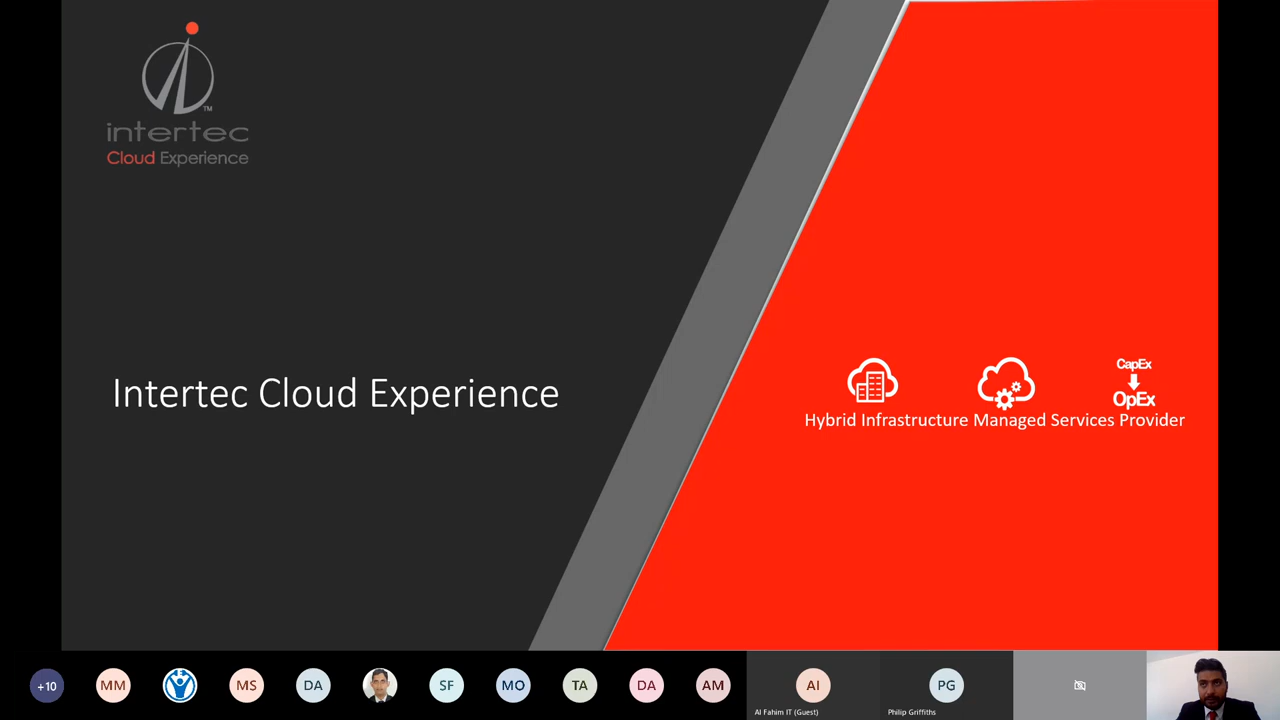 TM
intertec
Cloud Experience
Intertec Cloud Experience
CapEx
OpEx
Hybrid Infrastructure Managed Services Provider
+10
MM
MS
DA
SF
MO
TA
DA
AM
AI
PG
Al Fahim IT (Guest)
Philip Griffiths